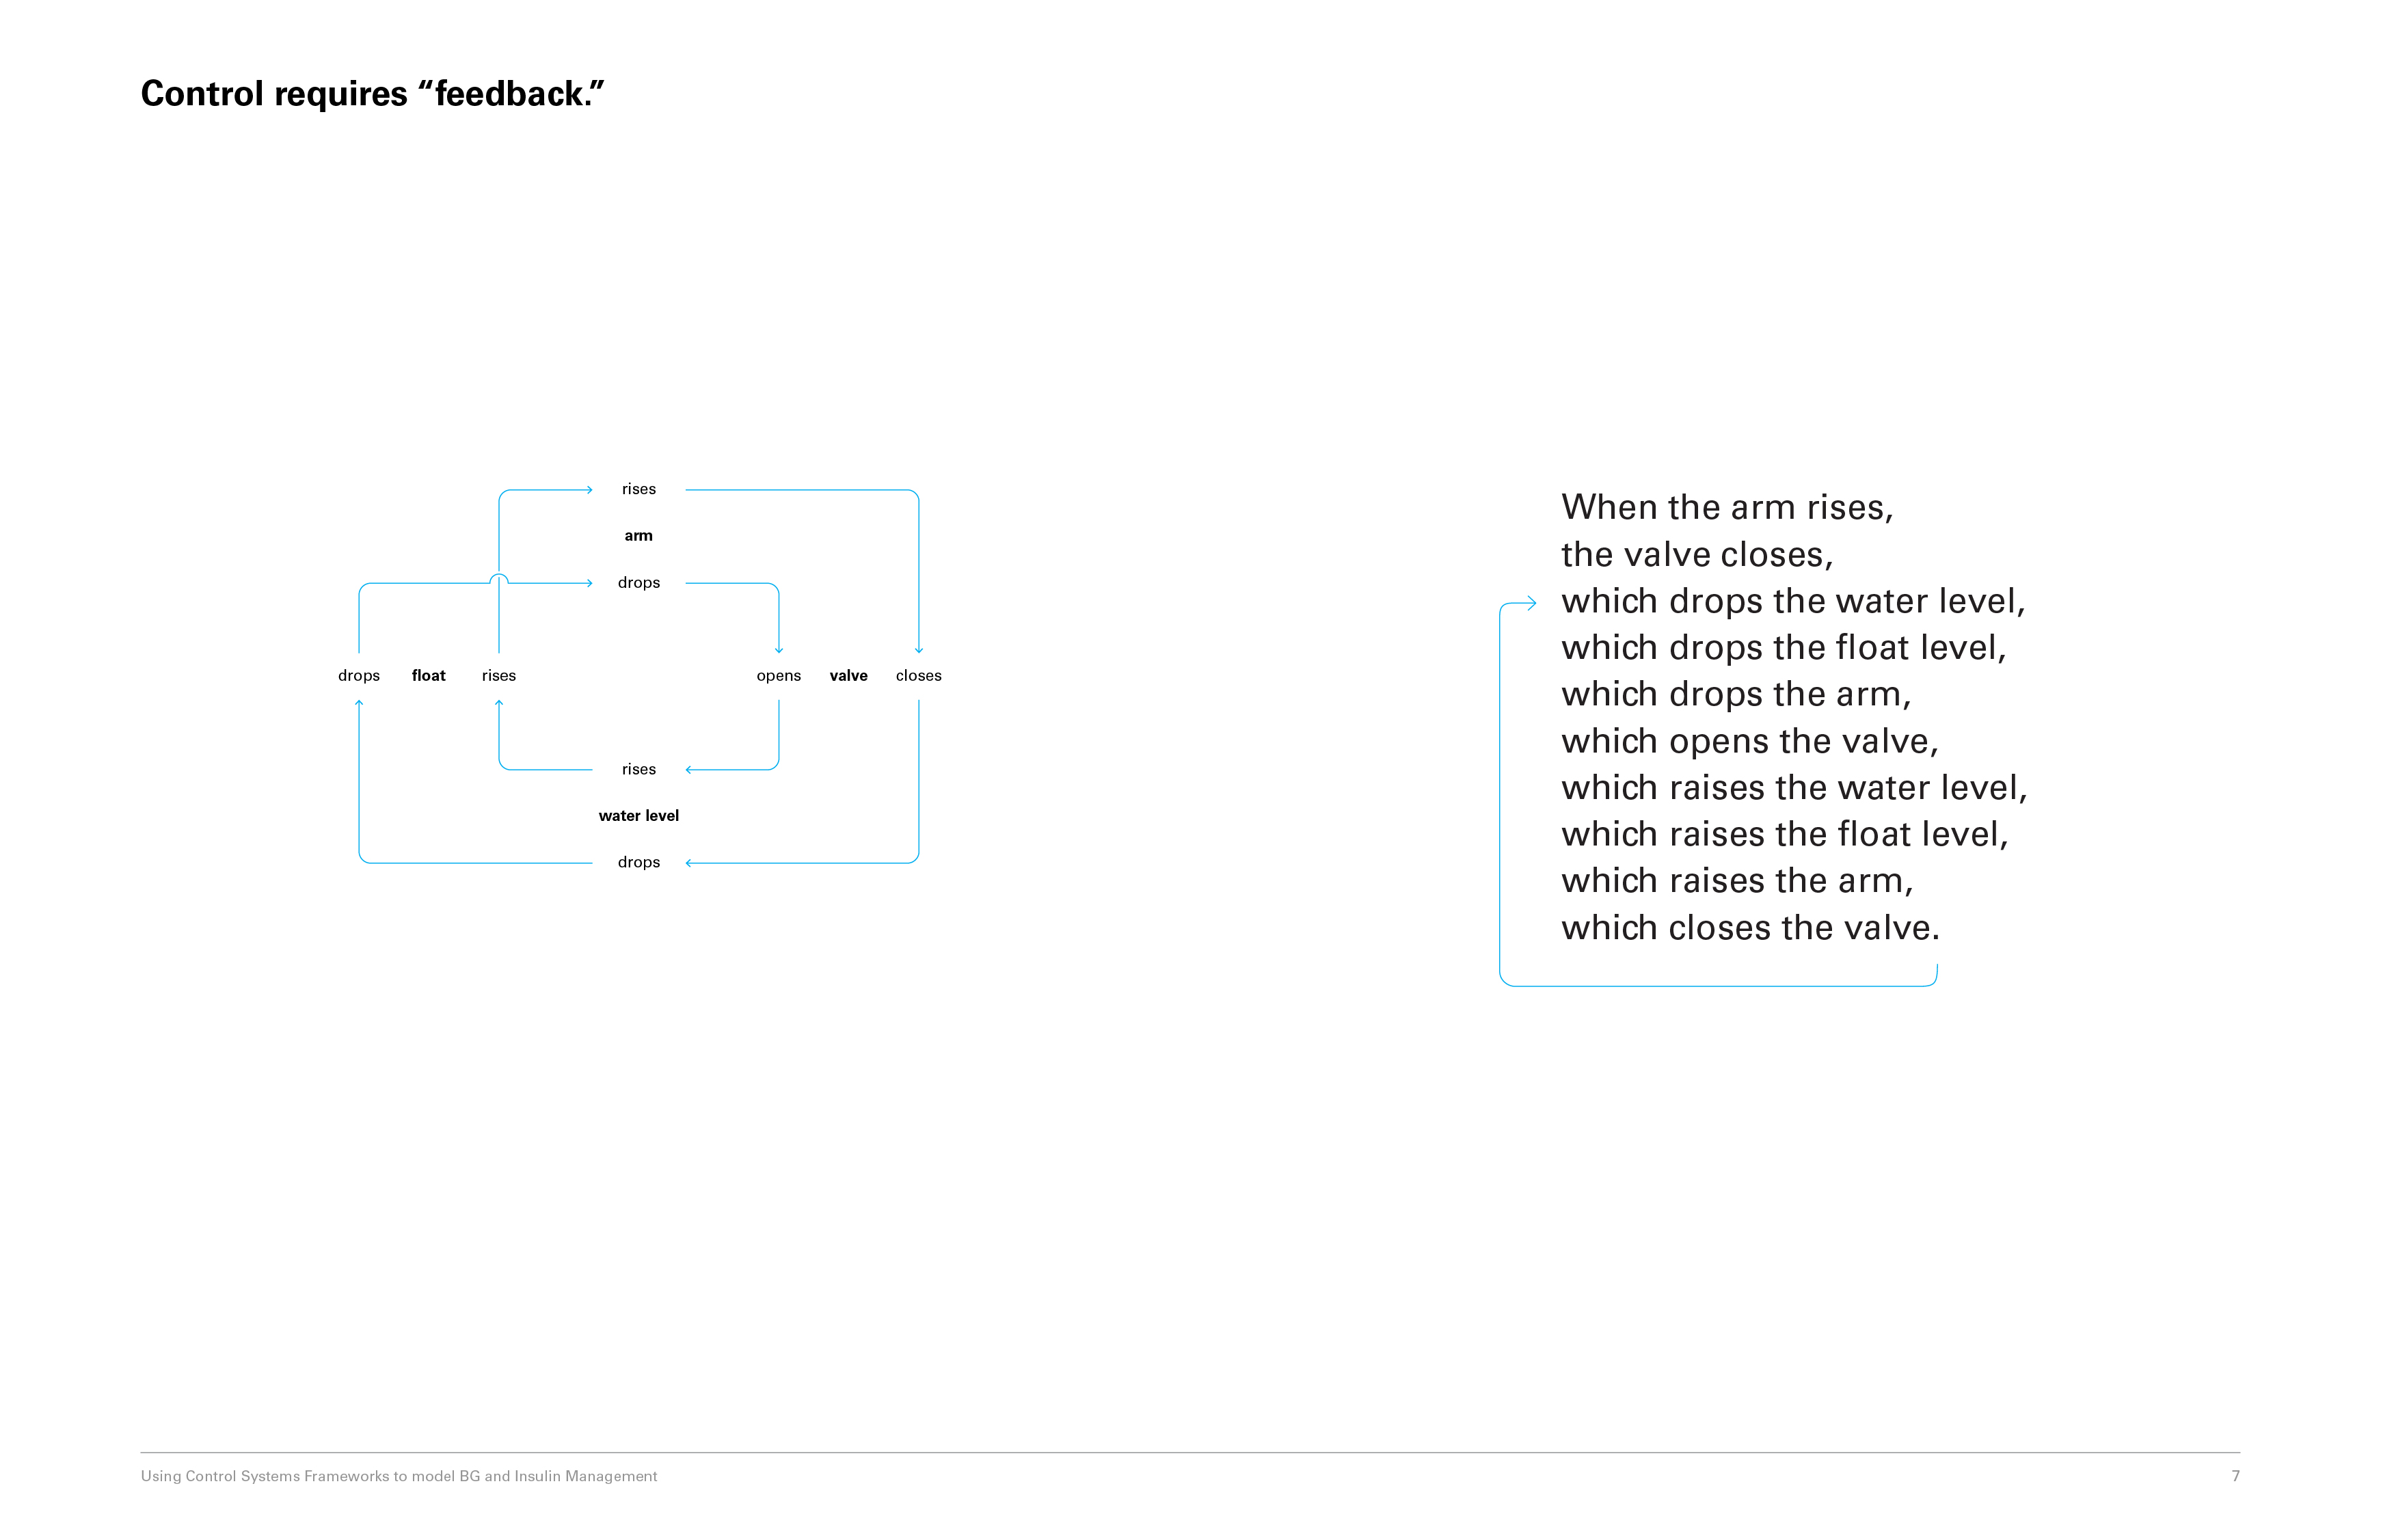 Control requires “feedback.”
rises
arm
drops
drops float rises
opens valve closes
rises
water level
drops
When the arm rises,
the valve closes,
which drops the water level,
which drops the float level,
which drops the arm,
which opens the valve,
which raises the water level,
which raises the float level,
which raises the arm,
which closes the valve.
Using Control Systems Frameworks to model BG and Insulin Management
7